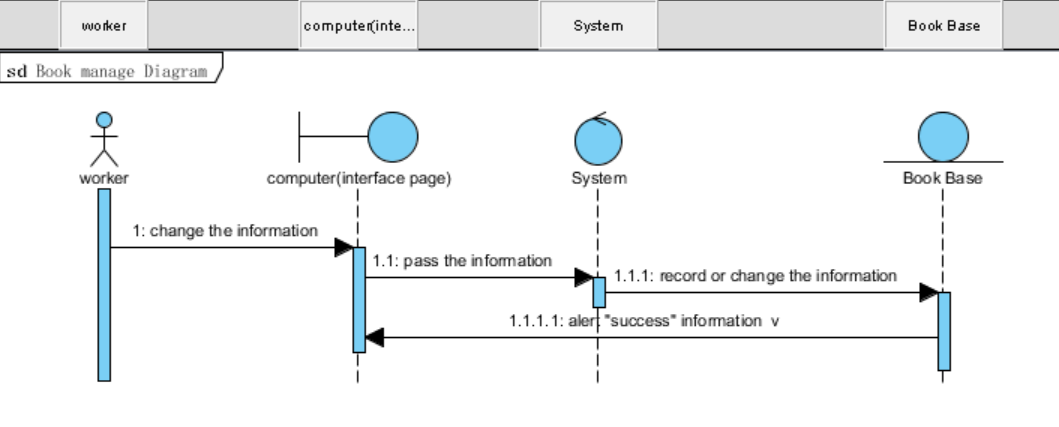 worker
computer(inte...
System
Book Base
sd Book manage Diagram
worker
computer(interface page)
System
Book Base
1: change the information
1.1: pass the information
1.1.1: record or change the information
1.1.1.1: alert "success" information v